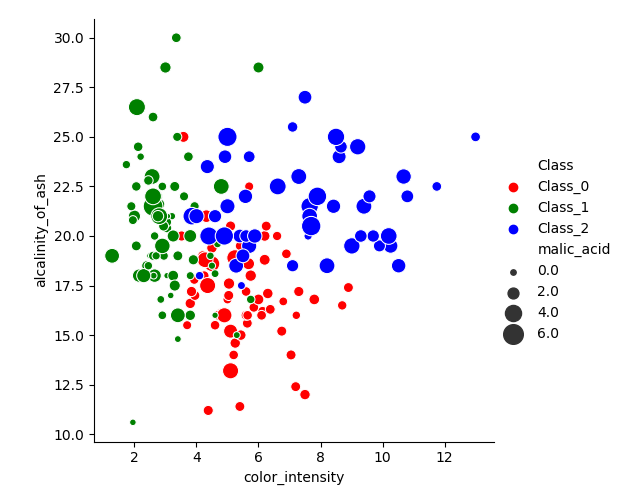 30.0
27.5
25.0
22.5
20.0
17.5
15.0
12.5
10.0
alcalinity_of_ash
2 4 6 8 10 12
color_intensity
Class
Class_0
Class_1
Class_2
malic_acid
0.0
2.0
4.0
6.0